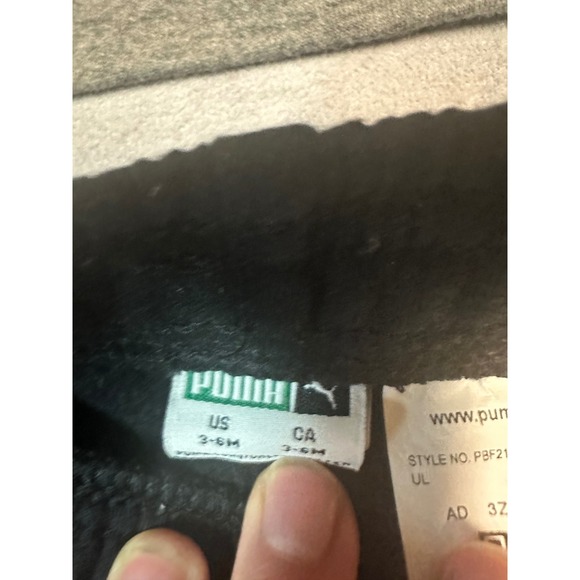 PUMA
US CA
3-6M 3-6M
www.pum
STYLE NO. PBF21
UL
AD 3Z